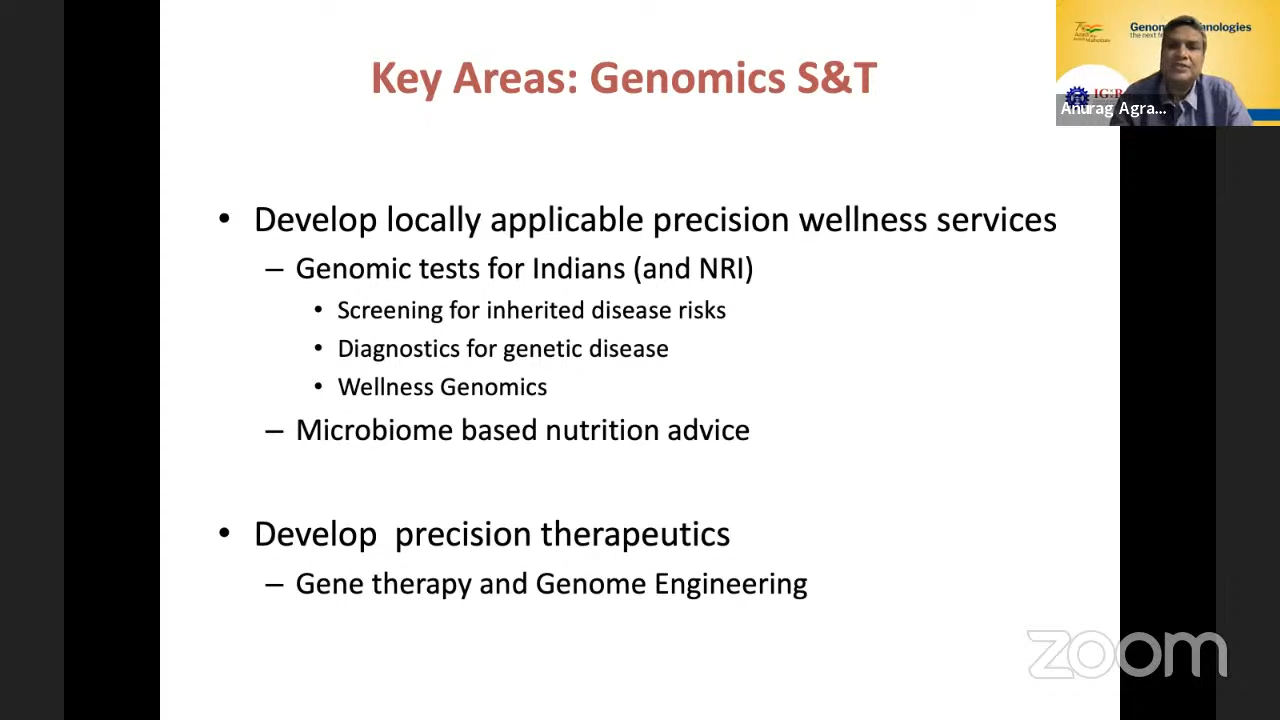 Key Areas: Genomics S&T
• Develop locally applicable precision wellness services
– Genomic tests for Indians (and NRI)
• Screening for inherited disease risks
• Diagnostics for genetic disease
• Wellness Genomics
– Microbiome based nutrition advice
• Develop precision therapeutics
– Gene therapy and Genome Engineering
Anurag Agra...
zoom